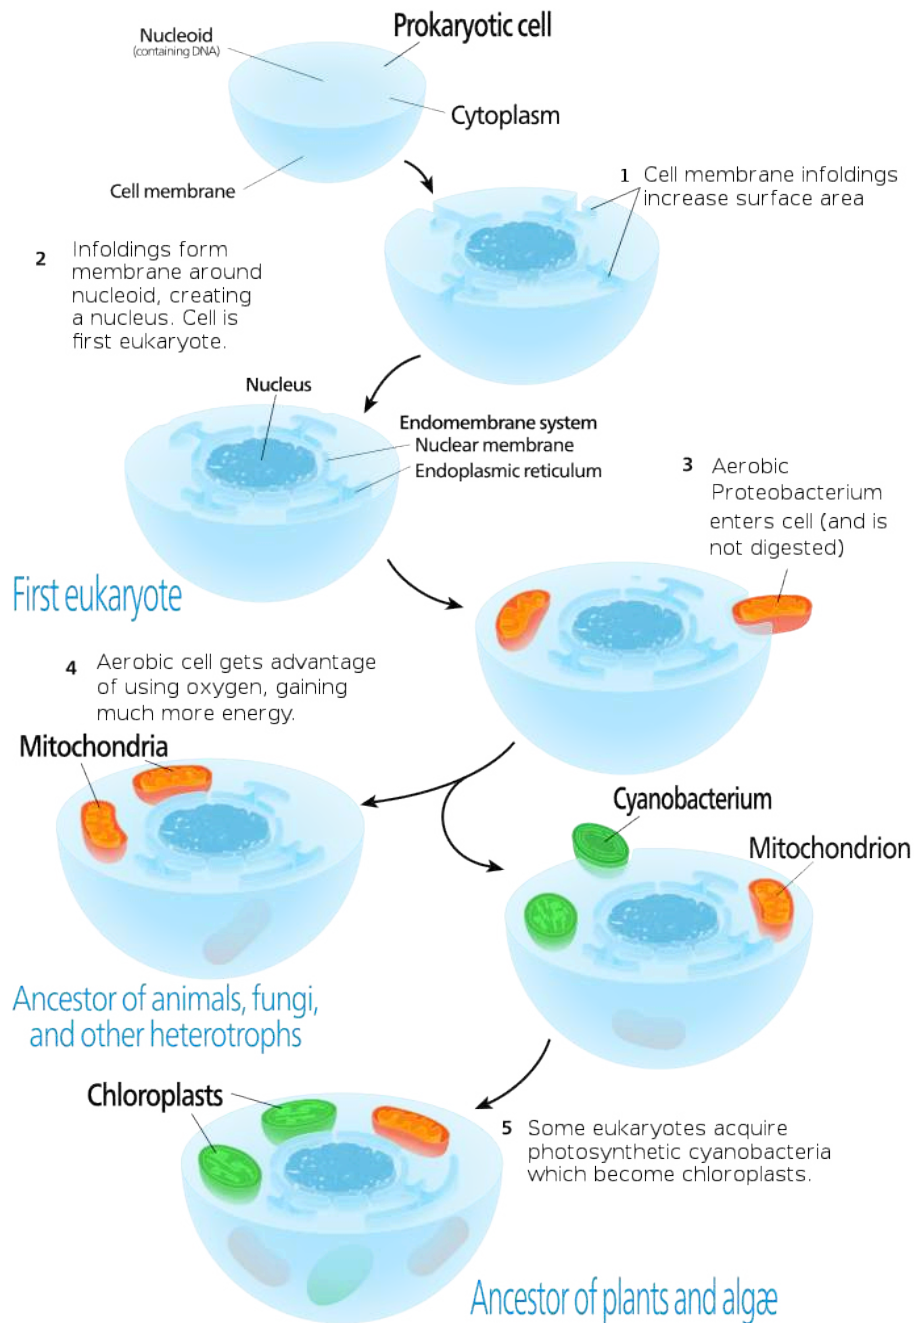 Prokaryotic cell
Nucleoid
(containing DNA)
Cytoplasm
Cell membrane
1 Cell membrane infoldings
increase surface area
2 Infoldings form
membrane around
nucleoid, creating
a nucleus. Cell is
first eukaryote.
Nucleus
Endomembrane system
Nuclear membrane
Endoplasmic reticulum
3 Aerobic
Proteobacterium
enters cell (and is
not digested)
First eukaryote
4 Aerobic cell gets advantage
of using oxygen, gaining
much more energy.
Mitochondria
Cyanobacterium
Mitochondrion
Ancestor of animals, fungi,
and other heterotrophs
Chloroplasts
5 Some eukaryotes acquire
photosynthetic cyanobacteria
which become chloroplasts.
Ancestor of plants and algæ